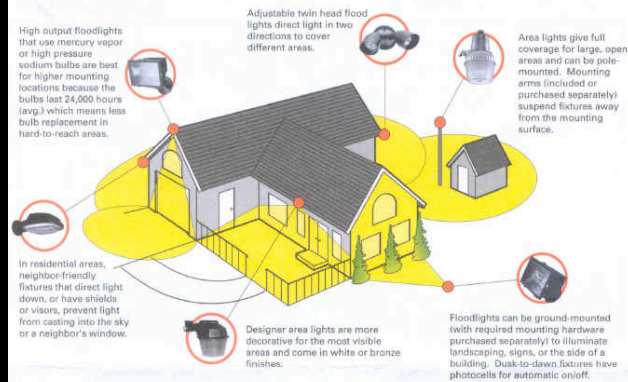 High output floodlights
that use mercury vapor
or high pressure
sodium bulbs are best
for higher mounting
locations because the
bulbs last 24,000 hours
(avg.) which means less
bulb replacement in
hard-to-reach areas.
Adjustable twin head flood
lights direct light in two
directions to cover
different areas.
Area lights give full
coverage for large, open
areas and can be pole-
mounted. Mounting
arms (included or
purchased separately)
suspend fixtures away
from the mounting
surface.
In residential areas,
neighbor-friendly
fixtures that direct light
down, or have shields
or visors, prevent light
from casting into the sky
or a neighbor's window.
Designer area lights are more
decorative for the most visible
areas and come in white or bronze
finishes.
Floodlights can be ground-mounted
(with required mounting hardware
purchased separately) to illuminate
landscaping, signs, or the side of a
building. Dusk-to-dawn fixtures have
photocells for automatic on/off.